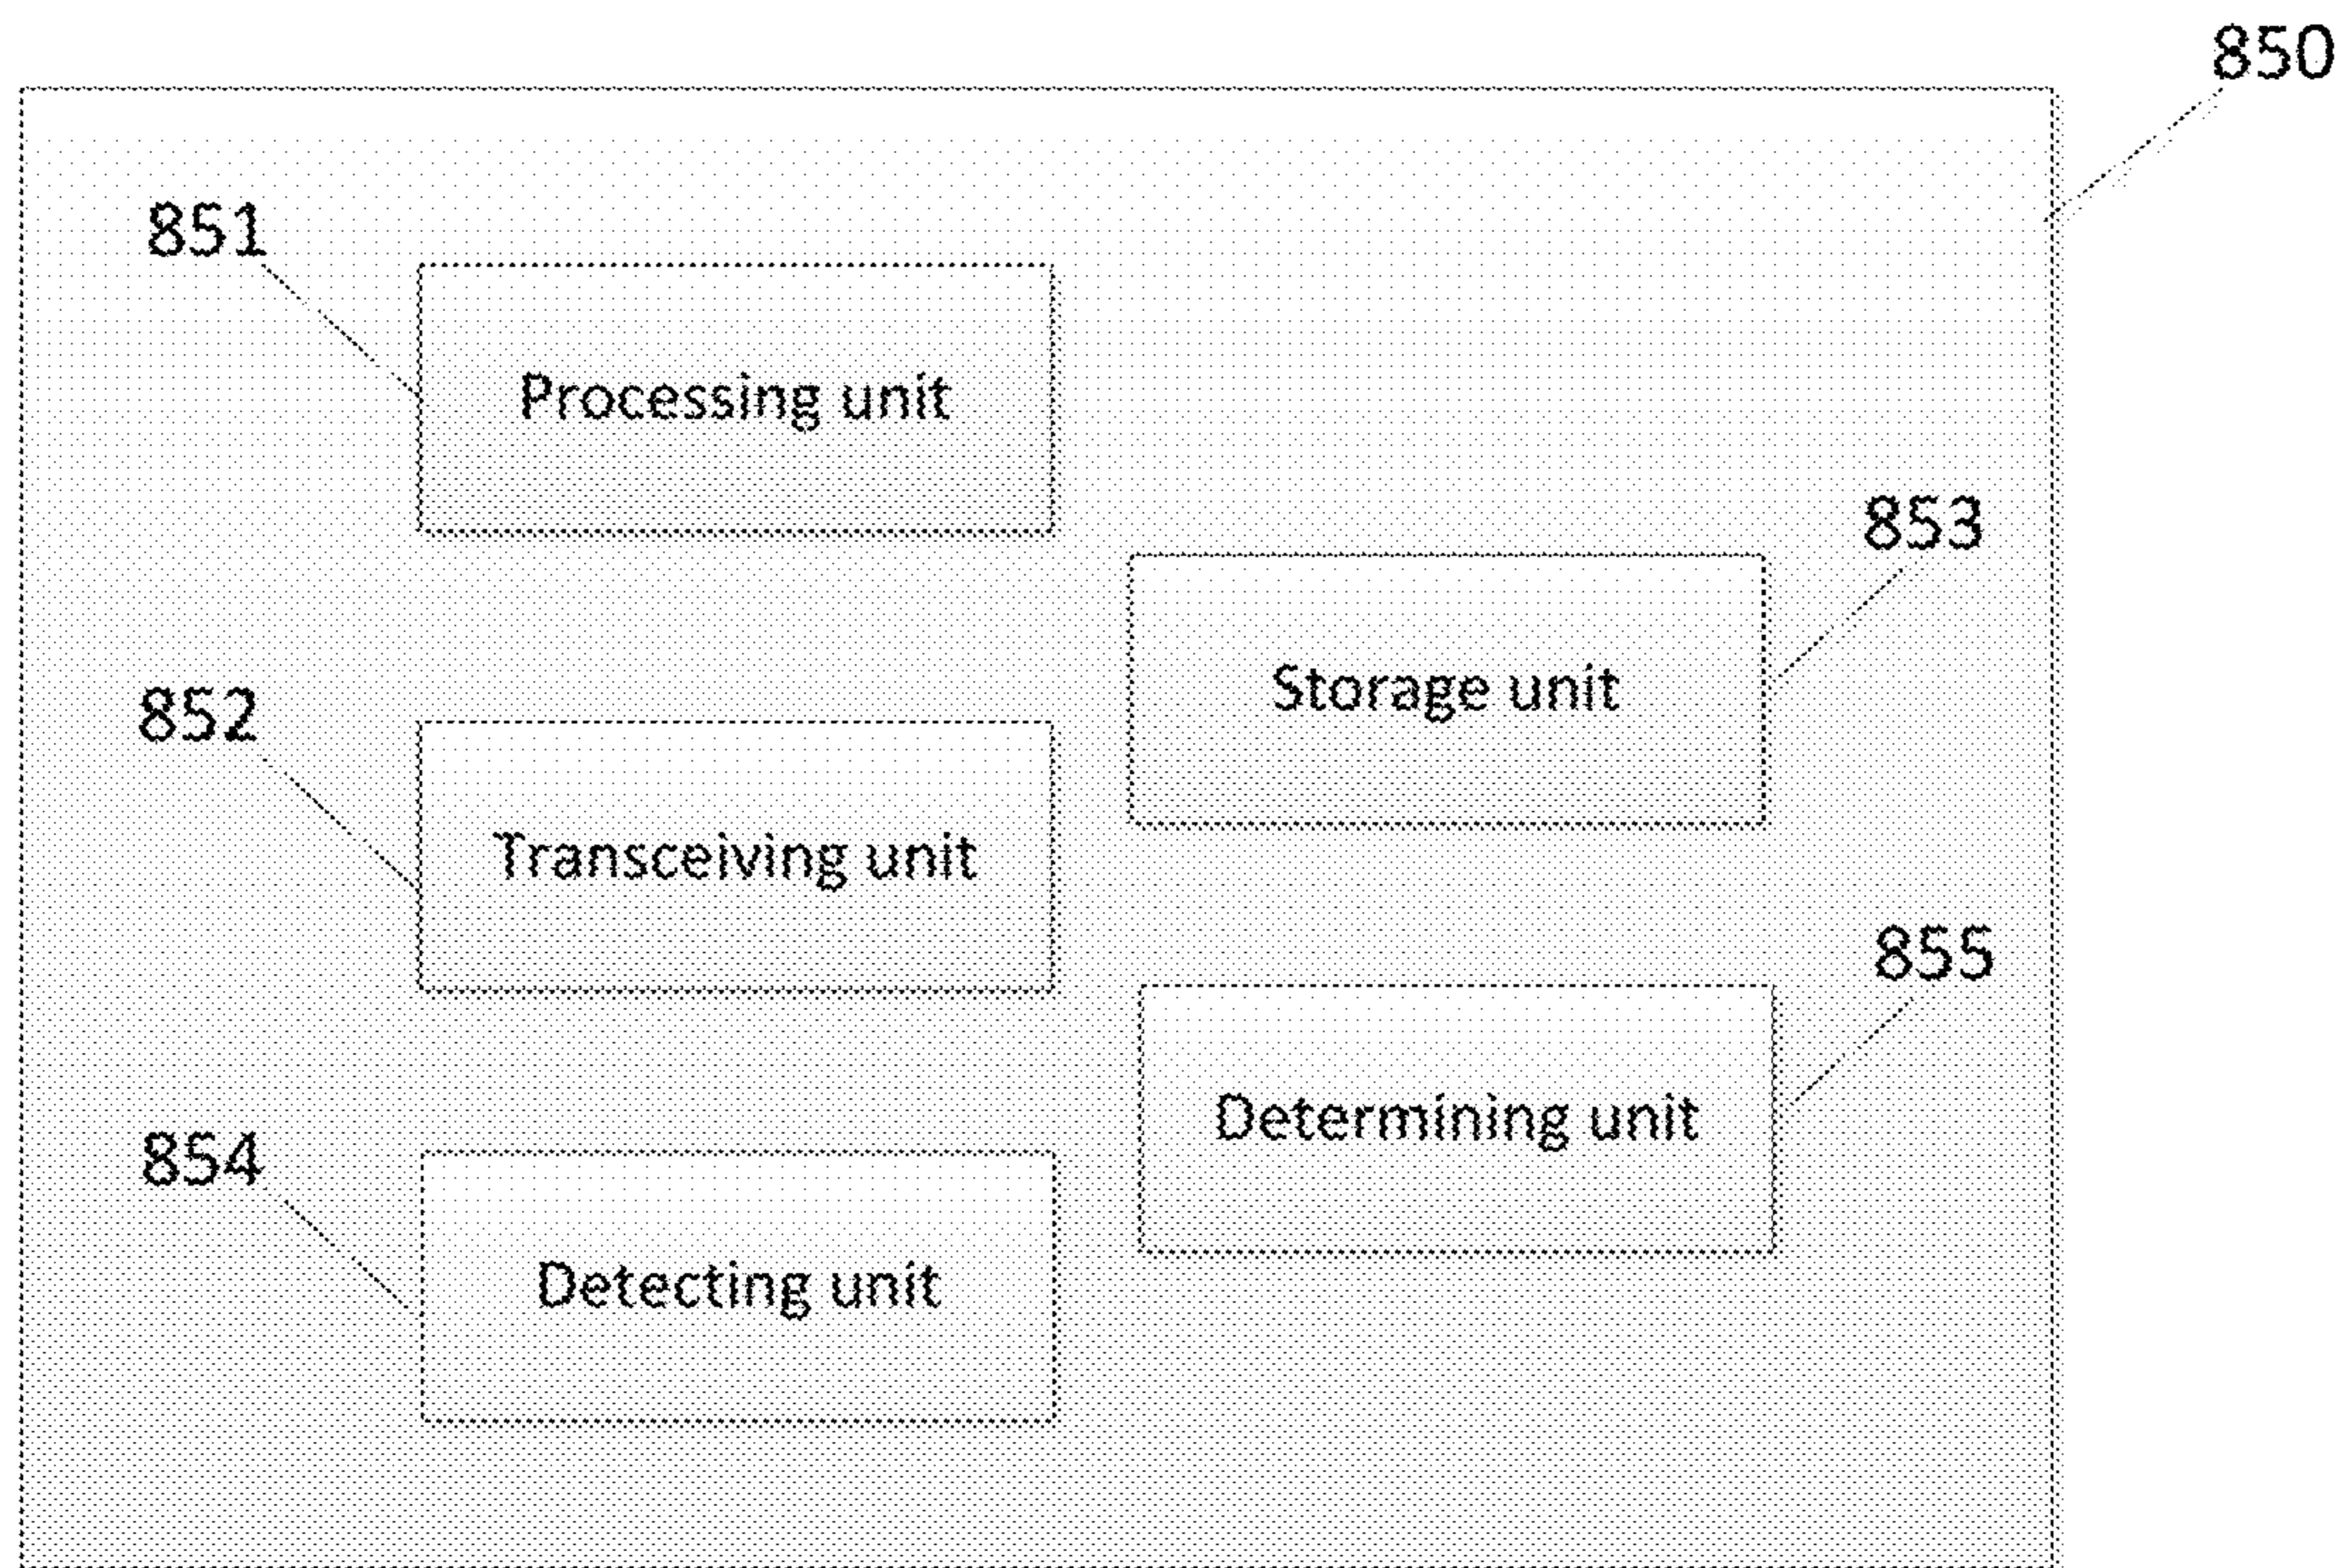 850
851
Processing unit
853
Storage unit
852
Transceiving unit
855
Determining unit
854
Detecting unit